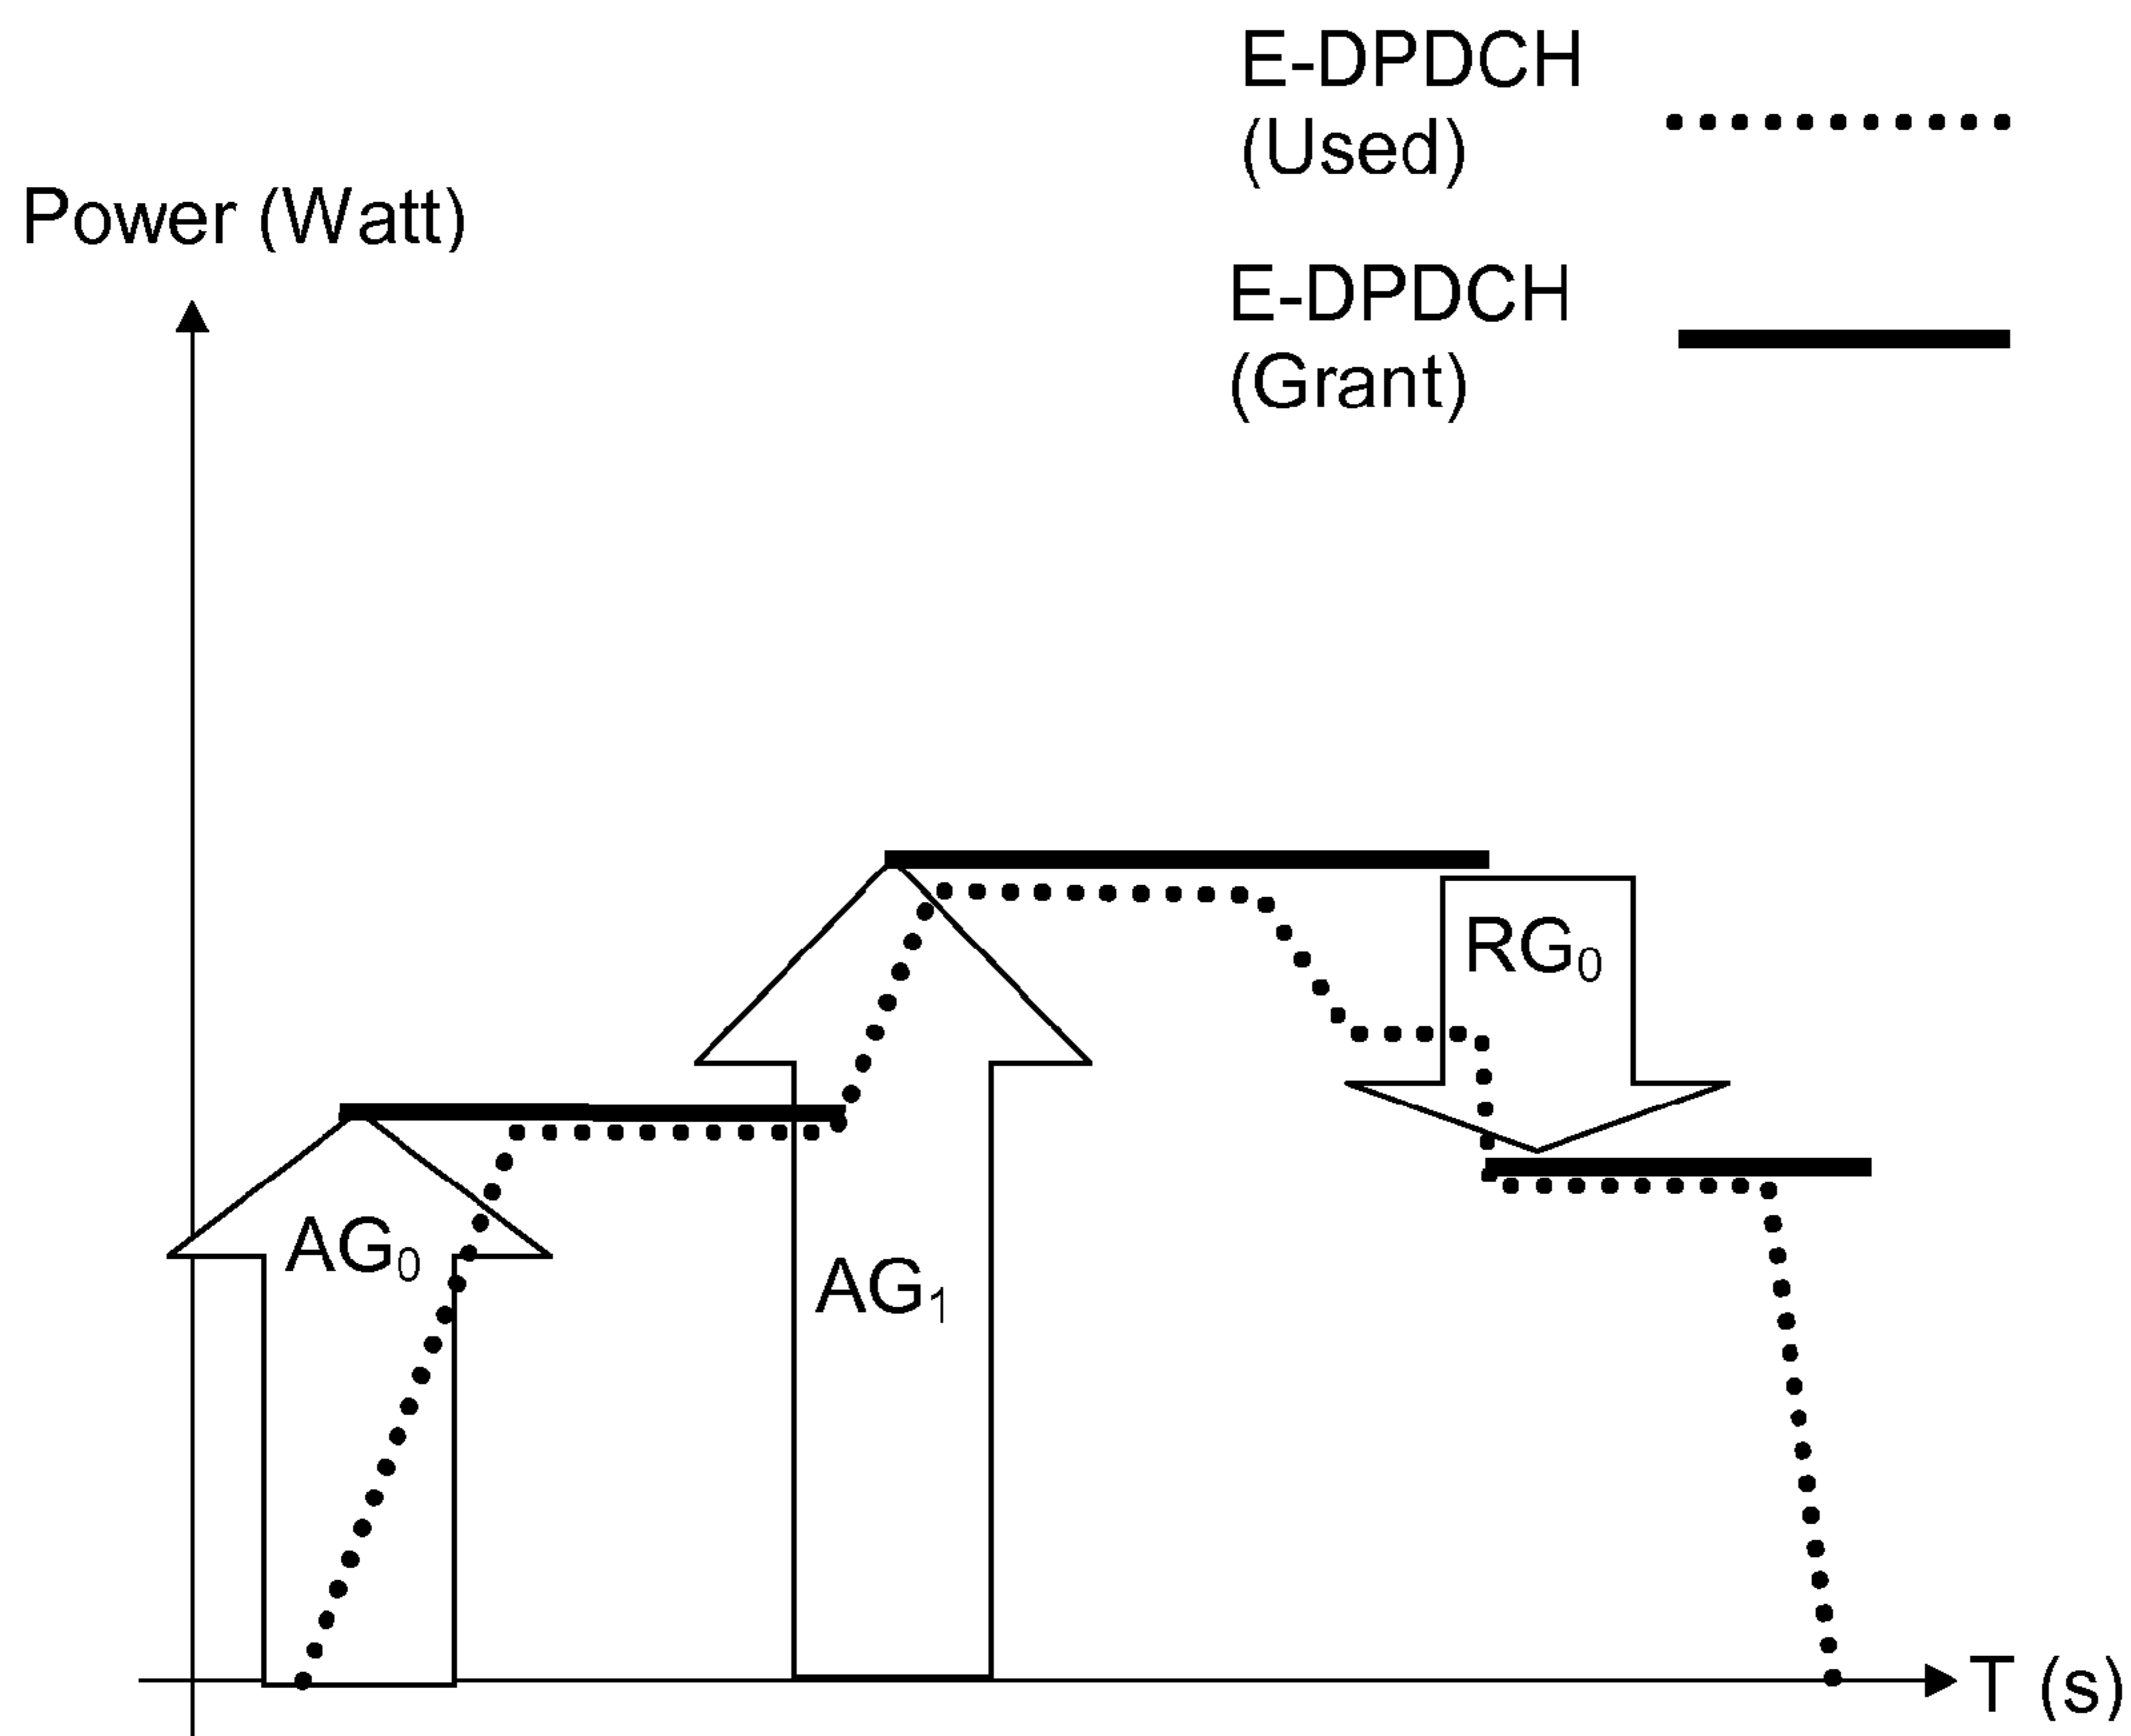 E-DPDCH
(Used)
Power (Watt)
E-DPDCH
(Grant)
RG₀
AG₀
AG₁
T (s)